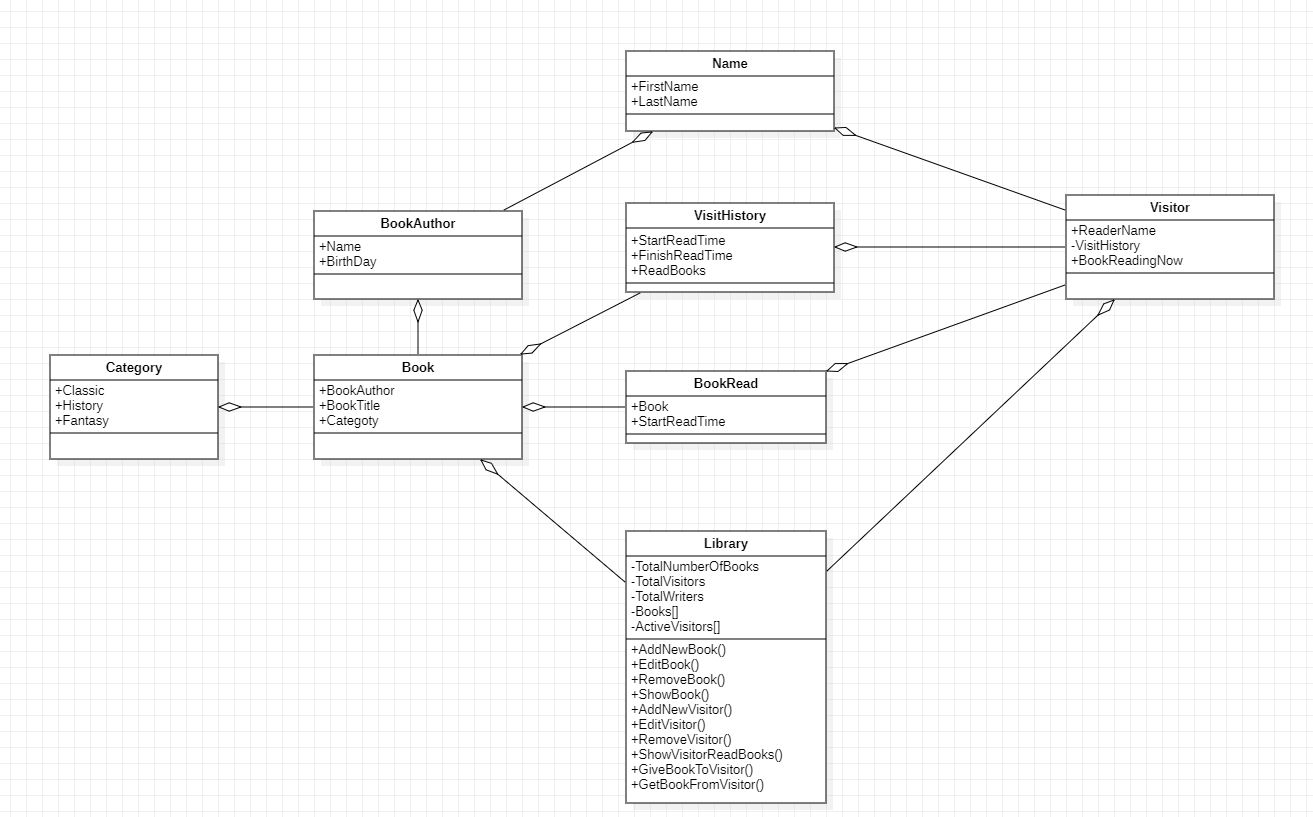 Name
+FirstName
+LastName
BookAuthor
+Name
+BirthDay
VisitHistory
+StartReadTime
+FinishReadTime
+ReadBooks
Visitor
+ReaderName
-VisitHistory
+BookReadingNow
Category
+Classic
+History
+Fantasy
Book
+BookAuthor
+BookTitle
+Categoty
BookRead
+Book
+StartReadTime
Library
-TotalNumberOfBooks
-TotalVisitors
-TotalWriters
-Books[]
-ActiveVisitors[]
+AddNewBook()
+EditBook()
+RemoveBook()
+ShowBook()
+AddNewVisitor()
+EditVisitor()
+RemoveVisitor()
+ShowVisitorReadBooks()
+GiveBookToVisitor()
+GetBookFromVisitor()